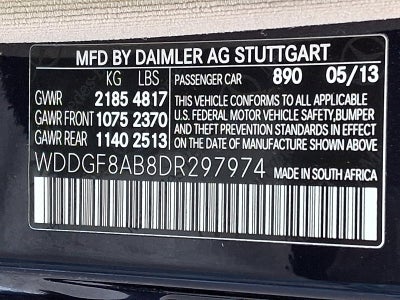 MFD BY DAIMLER AG STUTTGART
KG LBS PASSENGER CAR 890 05/13
GVWR 2185 4817 THIS VEHICLE CONFORMS TO ALL APPLICABLE
GAWR FRONT 1075 2370 U.S. FEDERAL MOTOR VEHICLE SAFETY, BUMPER
GAWR REAR 1140 2513 AND THEFT PREVENTION STANDARDS IN EFFECT
ON THE DATE OF MANUFACTURE SHOWN ABOVE.
WDDGF8AB8DR297974 MADE IN SOUTH AFRICA